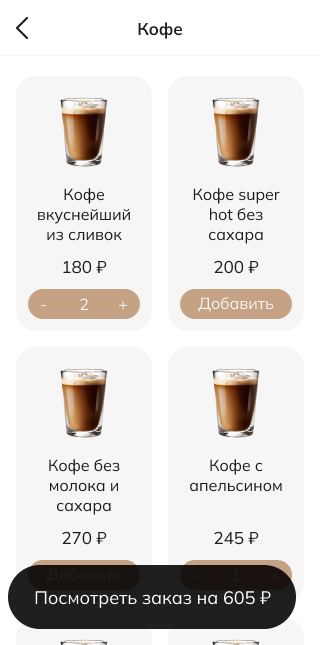 Кофе
Кофе
вкуснейший
из сливок
180 ₽
- 2 +
Кофе super
hot без
сахара
200 ₽
Добавить
Кофе без
молока и
сахара
270 ₽
Добавить
Кофе с
апельсином
245 ₽
- 1 +
Посмотреть заказ на 605 ₽